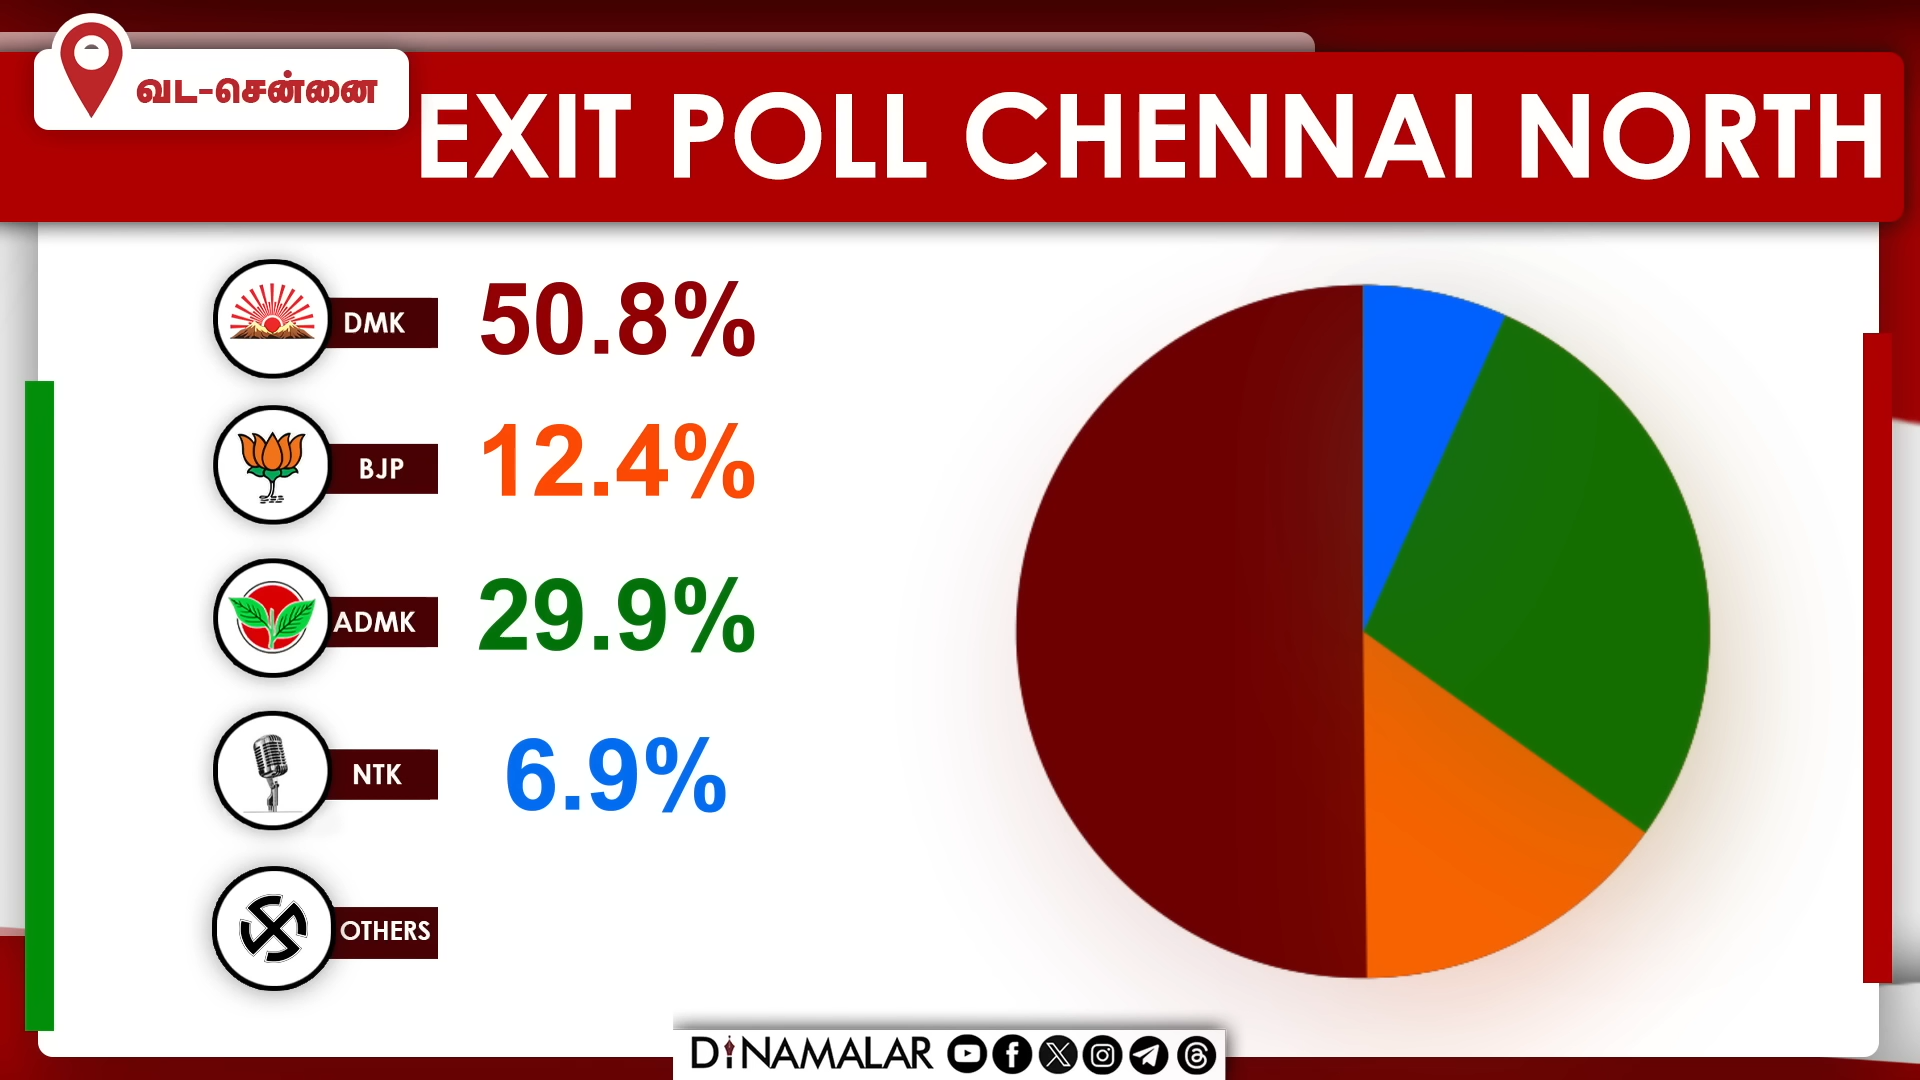 வட-சென்னை
EXIT POLL CHENNAI NORTH
DMK 50.8%
BJP 12.4%
ADMK 29.9%
NTK 6.9%
OTHERS
DINAMALAR